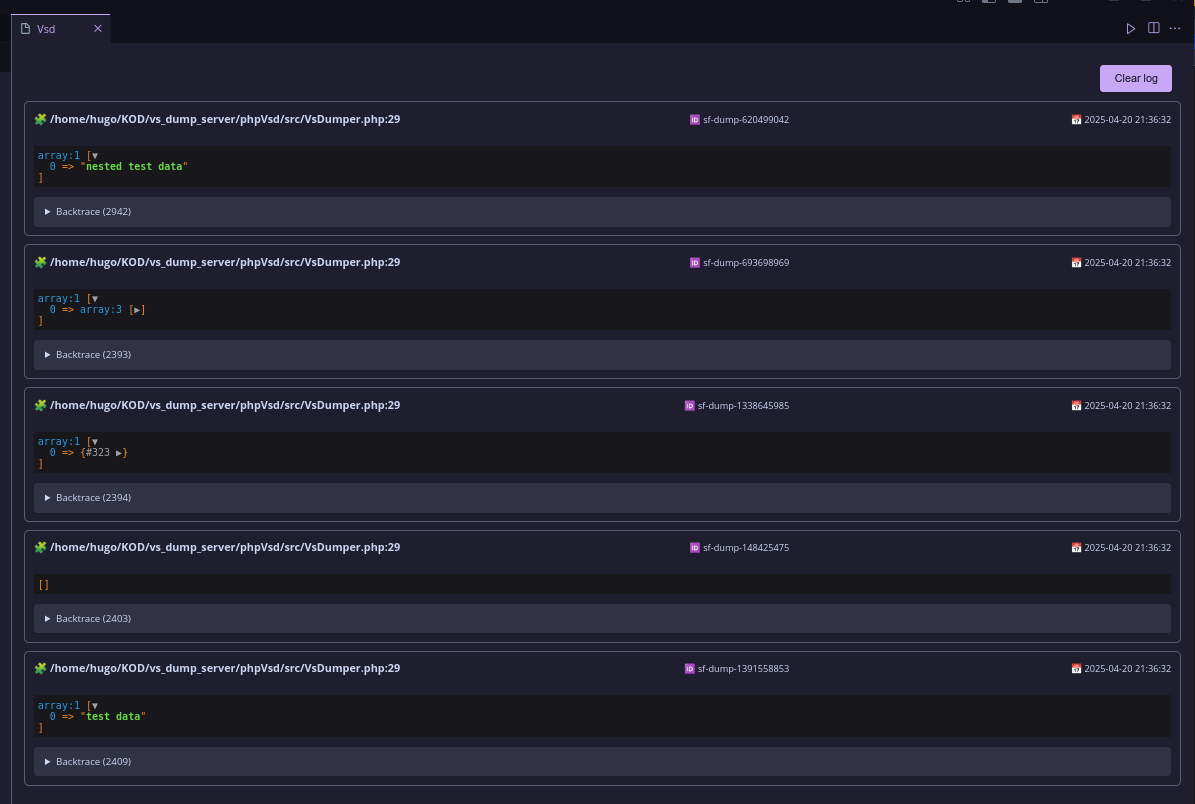 Vsd
Clear log
/home/hugo/KOD/vs_dump_server/phpVsd/src/VsDumper.php:29 ID sf-dump-620499042 2025-04-20 21:36:32
array:1 [▼
0 => "nested test data"
]
▶ Backtrace (2942)
/home/hugo/KOD/vs_dump_server/phpVsd/src/VsDumper.php:29 ID sf-dump-693698969 2025-04-20 21:36:32
array:1 [▼
0 => array:3 [▶]
]
▶ Backtrace (2393)
/home/hugo/KOD/vs_dump_server/phpVsd/src/VsDumper.php:29 ID sf-dump-1338645985 2025-04-20 21:36:32
array:1 [▼
0 => {#323 ▶}
]
▶ Backtrace (2394)
/home/hugo/KOD/vs_dump_server/phpVsd/src/VsDumper.php:29 ID sf-dump-148425475 2025-04-20 21:36:32
[]
▶ Backtrace (2403)
/home/hugo/KOD/vs_dump_server/phpVsd/src/VsDumper.php:29 ID sf-dump-1391558853 2025-04-20 21:36:32
array:1 [▼
0 => "test data"
]
▶ Backtrace (2409)